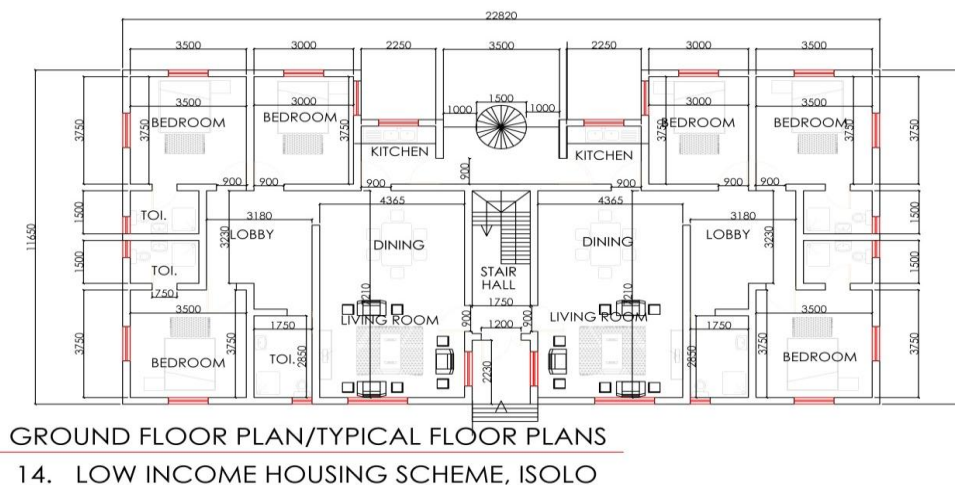 22820
3500 3000 2250 3500 2250 3000 3500
3500 3000 1000 1500 1000 3000 3500
BEDROOM BEDROOM BEDROOM BEDROOM
3750 3750 3750 3750 3750 3750
KITCHEN KITCHEN
900 900 900 900 900 900 900
4365 4365
1500 TOI. 3180 3180 1500
11650
LOBBY 3230 DINING DINING LOBBY 3230
1500 TOI. STAIR 1500
HALL
750 1750
3500 LIVING ROOM 900 1200 900 LIVING ROOM 3500
1750 1750
3750 BEDROOM 3750 TOI. 2850 2230 2850 3750 BEDROOM 3750
GROUND FLOOR PLAN/TYPICAL FLOOR PLANS
14. LOW INCOME HOUSING SCHEME, ISOLO